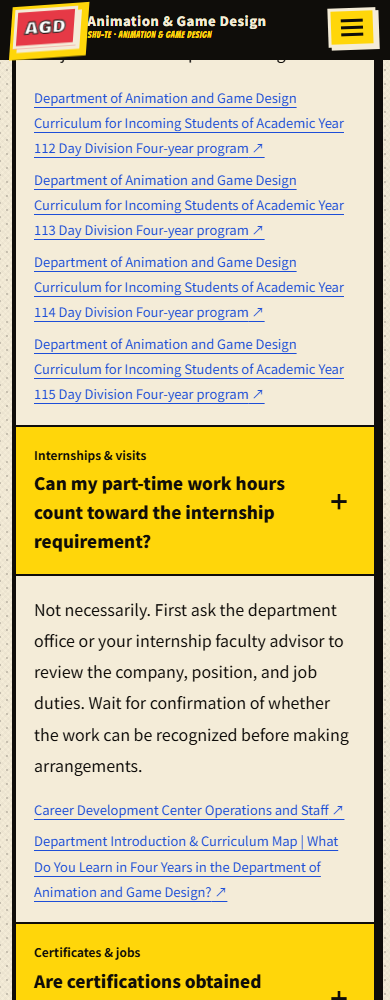 AGD
Animation & Game Design
SHU-TE · ANIMATION & GAME DESIGN
Department of Animation and Game Design
Curriculum for Incoming Students of Academic Year
112 Day Division Four-year program ↗
Department of Animation and Game Design
Curriculum for Incoming Students of Academic Year
113 Day Division Four-year program ↗
Department of Animation and Game Design
Curriculum for Incoming Students of Academic Year
114 Day Division Four-year program ↗
Department of Animation and Game Design
Curriculum for Incoming Students of Academic Year
115 Day Division Four-year program ↗
Internships & visits
Can my part-time work hours
count toward the internship
requirement?
+
Not necessarily. First ask the department
office or your internship faculty advisor to
review the company, position, and job
duties. Wait for confirmation of whether
the work can be recognized before making
arrangements.
Career Development Center Operations and Staff ↗
Department Introduction & Curriculum Map | What
Do You Learn in Four Years in the Department of
Animation and Game Design? ↗
Certificates & jobs
Are certifications obtained
+